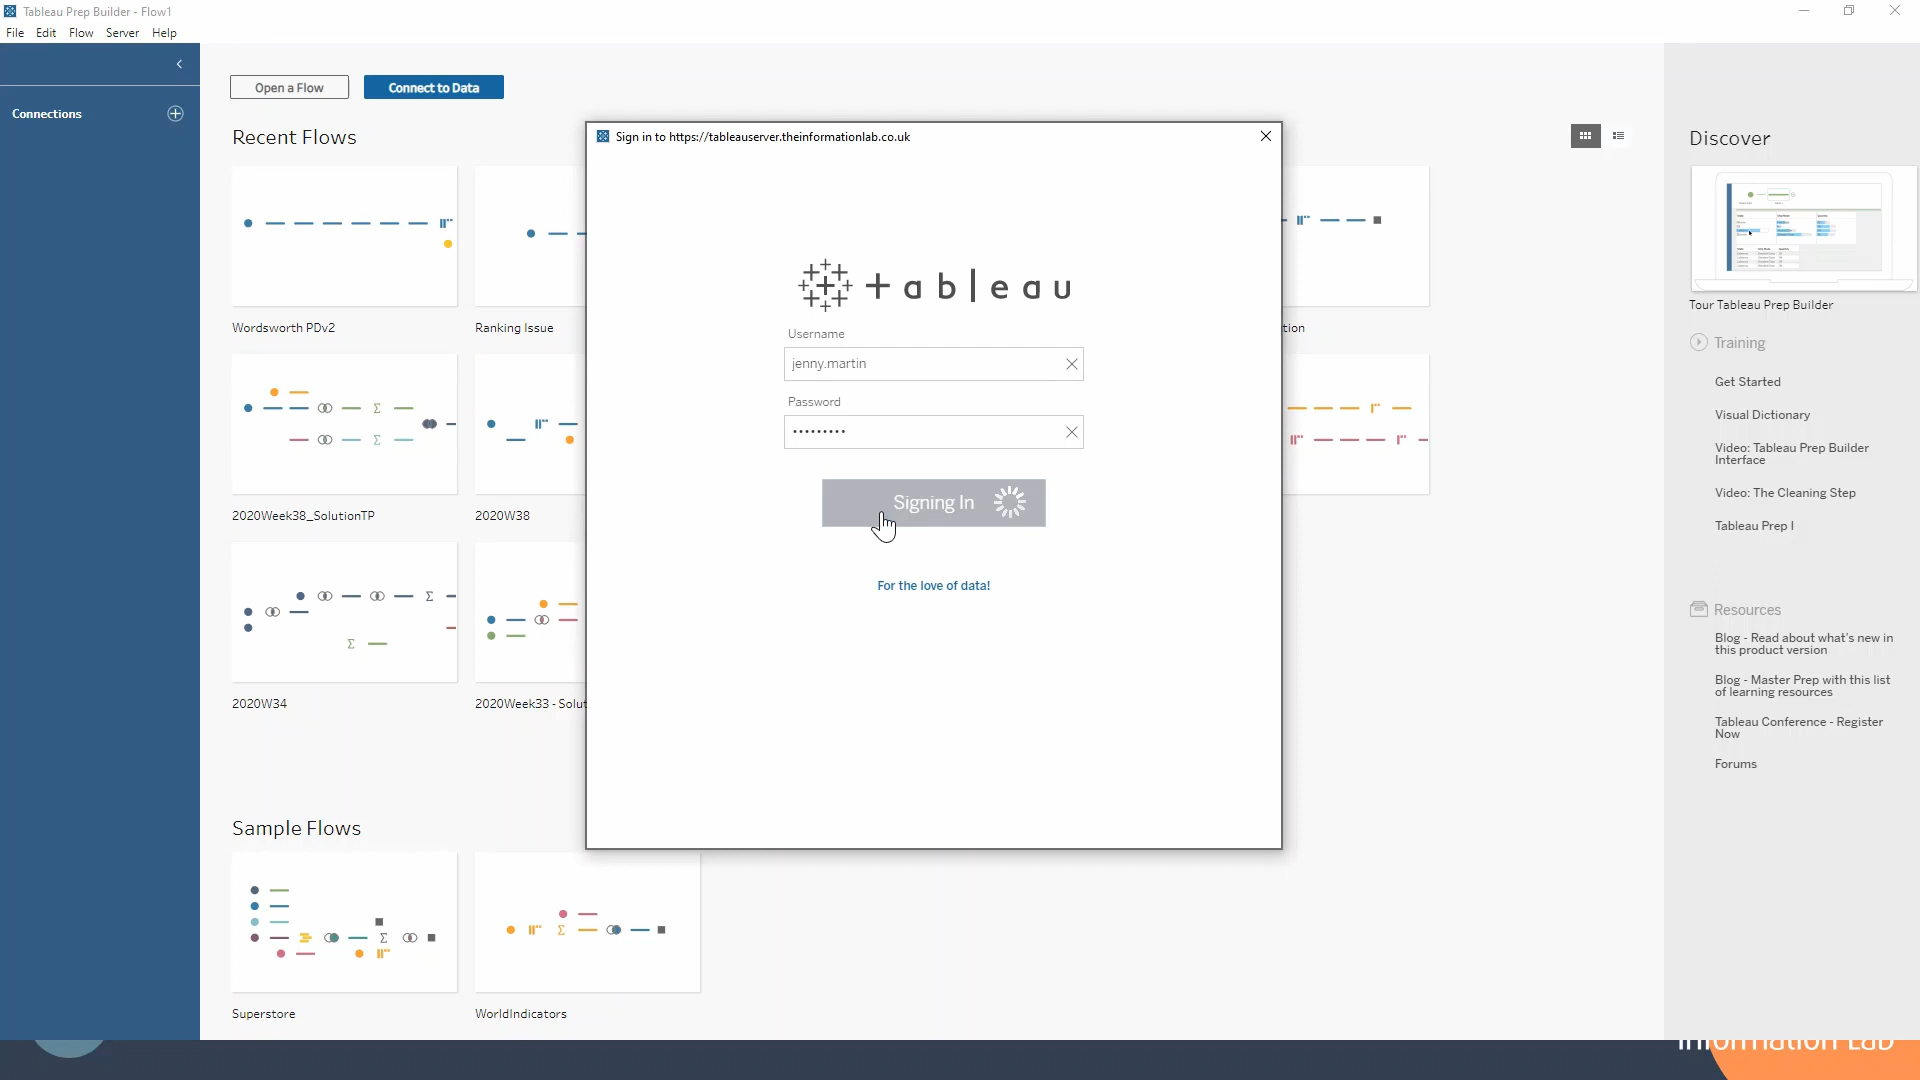 Tableau Prep Builder - Flow1
File Edit Flow Server Help
Connections
Open a Flow
Connect to Data
Recent Flows
Wordsworth PDv2
Ranking Issue
tion
2020Week38_SolutionTP
2020W38
2020W34
2020Week33 - Solut
Sample Flows
Superstore
WorldIndicators
Sign in to https://tableauserver.theinformationlab.co.uk
+ableau
Username
jenny.martin
Password
•••••••••
Signing In
For the love of data!
Discover
Tour Tableau Prep Builder
Training
Get Started
Visual Dictionary
Video: Tableau Prep Builder
Interface
Video: The Cleaning Step
Tableau Prep I
Resources
Blog - Read about what's new in
this product version
Blog - Master Prep with this list
of learning resources
Tableau Conference - Register
Now
Forums
Information Lab